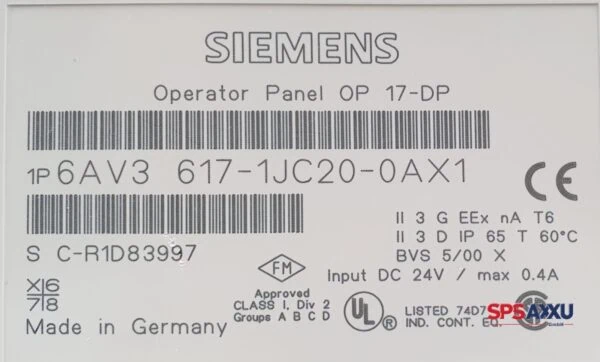 SIEMENS
Operator Panel OP 17-DP
1P 6AV3 617-1JC20-0AX1
CE
S C-R1D83997
II 3 G EEx nA T6
II 3 D IP 65 T 60°C
BVS 5/00 X
Input DC 24V / max 0.4A
X|6
7|8
FM
Approved
CLASS I, Div 2
Groups A B C D
UL
LISTED 74D7
IND. CONT. EQ.
Made in Germany
SPSAXXU
GmbH